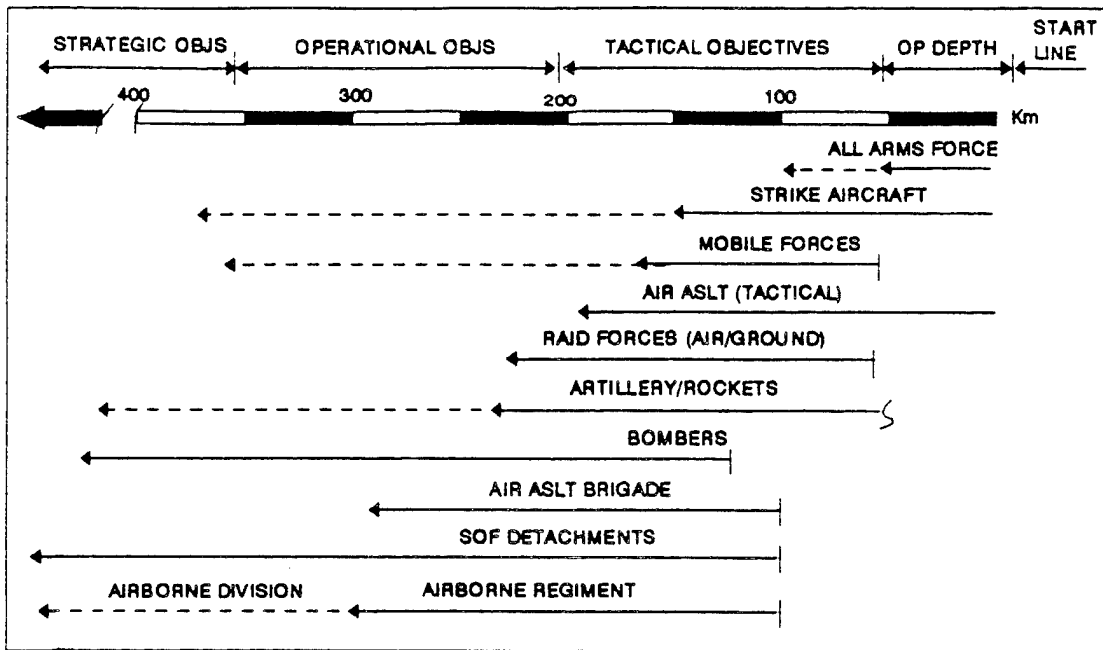 STRATEGIC OBJS OPERATIONAL OBJS TACTICAL OBJECTIVES OP DEPTH START LINE
400 300 200 100 Km
ALL ARMS FORCE
STRIKE AIRCRAFT
MOBILE FORCES
AIR ASLT (TACTICAL)
RAID FORCES (AIR/GROUND)
ARTILLERY/ROCKETS
BOMBERS
AIR ASLT BRIGADE
SOF DETACHMENTS
AIRBORNE DIVISION AIRBORNE REGIMENT